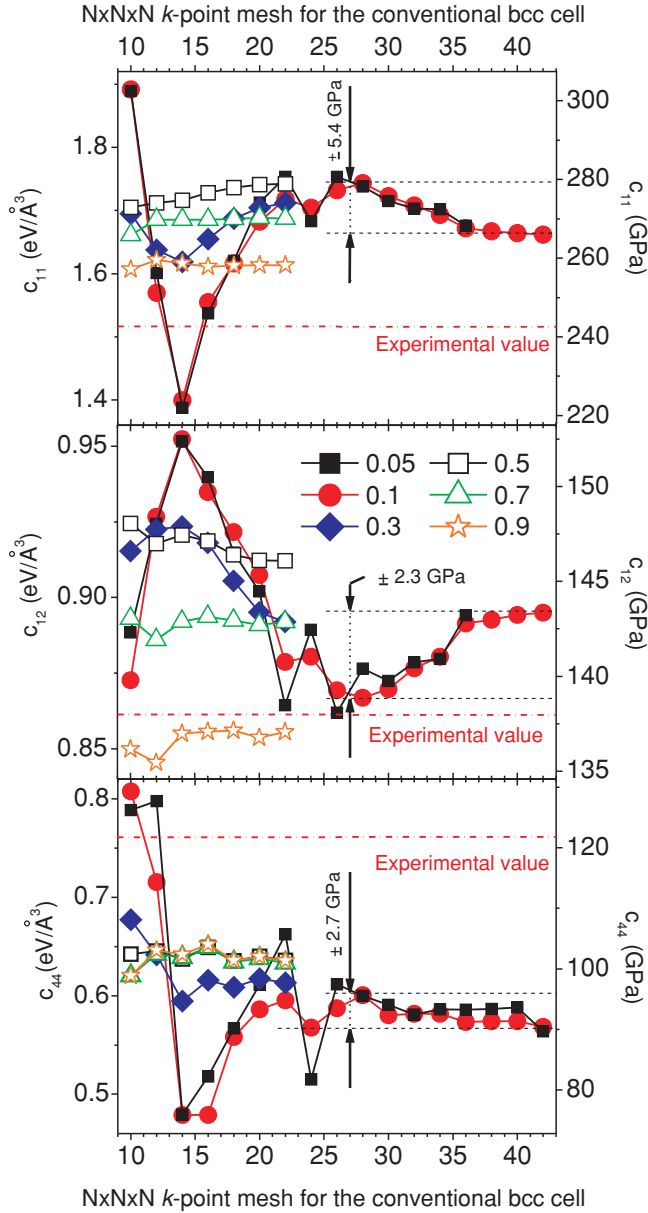 NxNxN k-point mesh for the conventional bcc cell
10 15 20 25 30 35 40
1.8
1.6
1.4
c11 (eV/Å3)
± 5.4 GPa
Experimental value
300
280
260
240
220
c11 (GPa)
0.95
0.90
0.85
c12 (eV/Å3)
0.05 0.5
0.1 0.7
0.3 0.9
± 2.3 GPa
Experimental value
150
145
140
135
c12 (GPa)
0.8
0.7
0.6
0.5
c44(eV/Å3)
Experimental value
± 2.7 GPa
120
100
80
c44 (GPa)
10 15 20 25 30 35 40
NxNxN k-point mesh for the conventional bcc cell